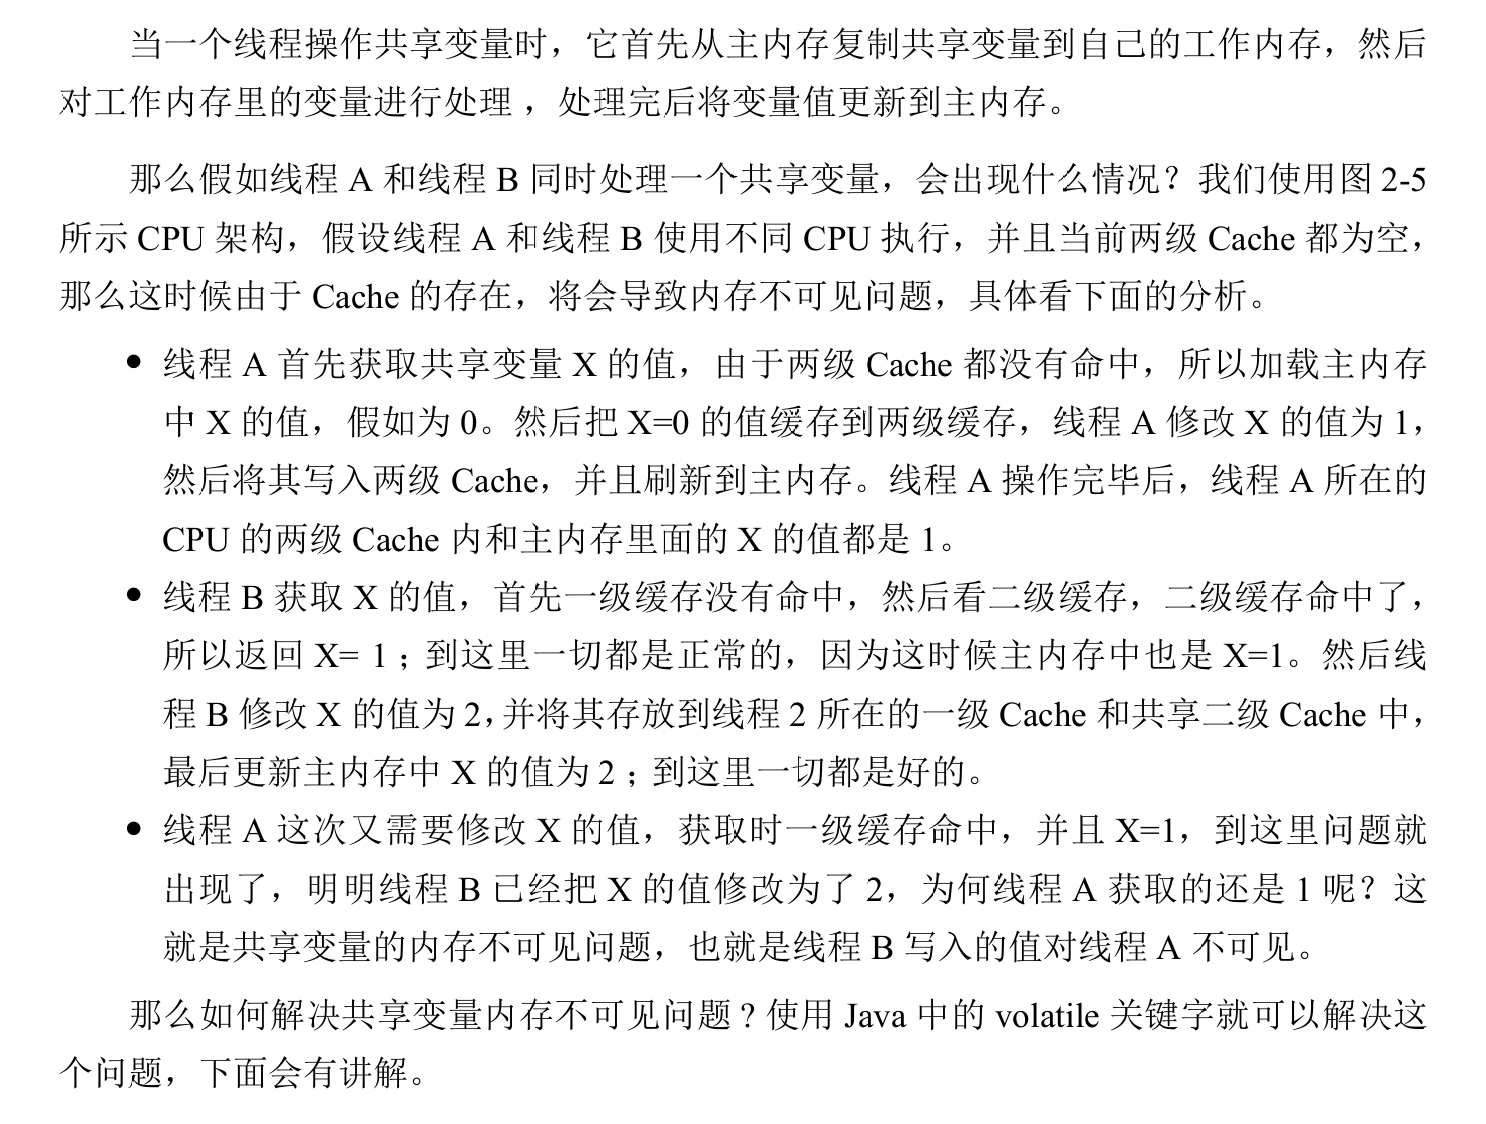 当一个线程操作共享变量时，它首先从主内存复制共享变量到自己的工作内存，然后
对工作内存里的变量进行处理，处理完后将变量值更新到主内存。
那么假如线程 A 和线程 B 同时处理一个共享变量，会出现什么情况？我们使用图 2-5
所示 CPU 架构，假设线程 A 和线程 B 使用不同 CPU 执行，并且当前两级 Cache 都为空，
那么这时候由于 Cache 的存在，将会导致内存不可见问题，具体看下面的分析。
● 线程 A 首先获取共享变量 X 的值，由于两级 Cache 都没有命中，所以加载主内存
中 X 的值，假如为 0。然后把 X=0 的值缓存到两级缓存，线程 A 修改 X 的值为 1，
然后将其写入两级 Cache，并且刷新到主内存。线程 A 操作完毕后，线程 A 所在的
CPU 的两级 Cache 内和主内存里面的 X 的值都是 1。
● 线程 B 获取 X 的值，首先一级缓存没有命中，然后看二级缓存，二级缓存命中了，
所以返回 X= 1 ；到这里一切都是正常的，因为这时候主内存中也是 X=1。然后线
程 B 修改 X 的值为 2，并将其存放到线程 2 所在的一级 Cache 和共享二级 Cache 中，
最后更新主内存中 X 的值为 2 ；到这里一切都是好的。
● 线程 A 这次又需要修改 X 的值，获取时一级缓存命中，并且 X=1，到这里问题就
出现了，明明线程 B 已经把 X 的值修改为了 2，为何线程 A 获取的还是 1 呢？这
就是共享变量的内存不可见问题，也就是线程 B 写入的值对线程 A 不可见。
那么如何解决共享变量内存不可见问题？使用 Java 中的 volatile 关键字就可以解决这
个问题，下面会有讲解。